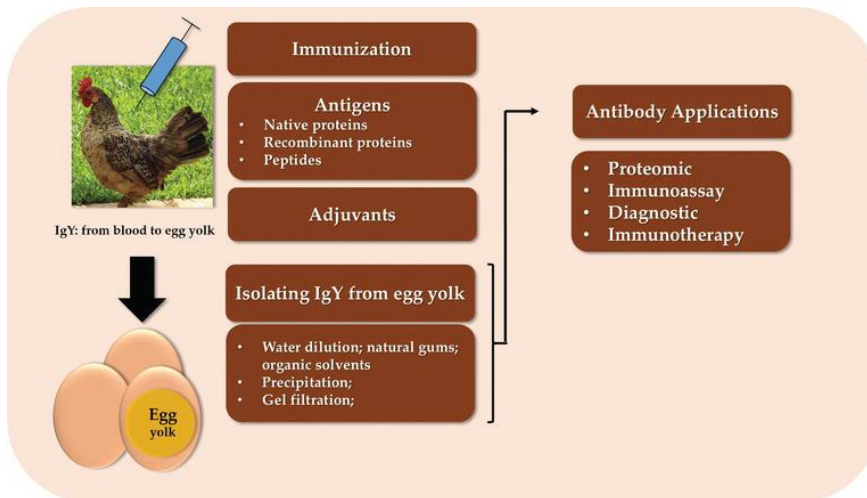 Immunization
Antigens
• Native proteins
• Recombinant proteins
• Peptides
Adjuvants
IgY: from blood to egg yolk
Isolating IgY from egg yolk
• Water dilution; natural gums;
organic solvents
• Precipitation;
• Gel filtration;
Egg
yolk
Antibody Applications
• Proteomic
• Immunoassay
• Diagnostic
• Immunotherapy